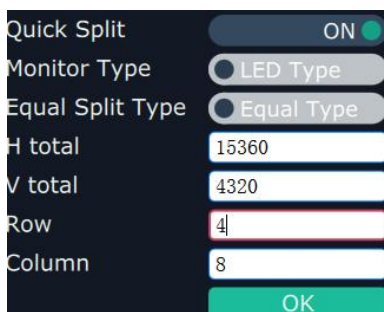 Quick Split ON
Monitor Type LED Type
Equal Split Type Equal Type
H total 15360
V total 4320
Row 4
Column 8
OK